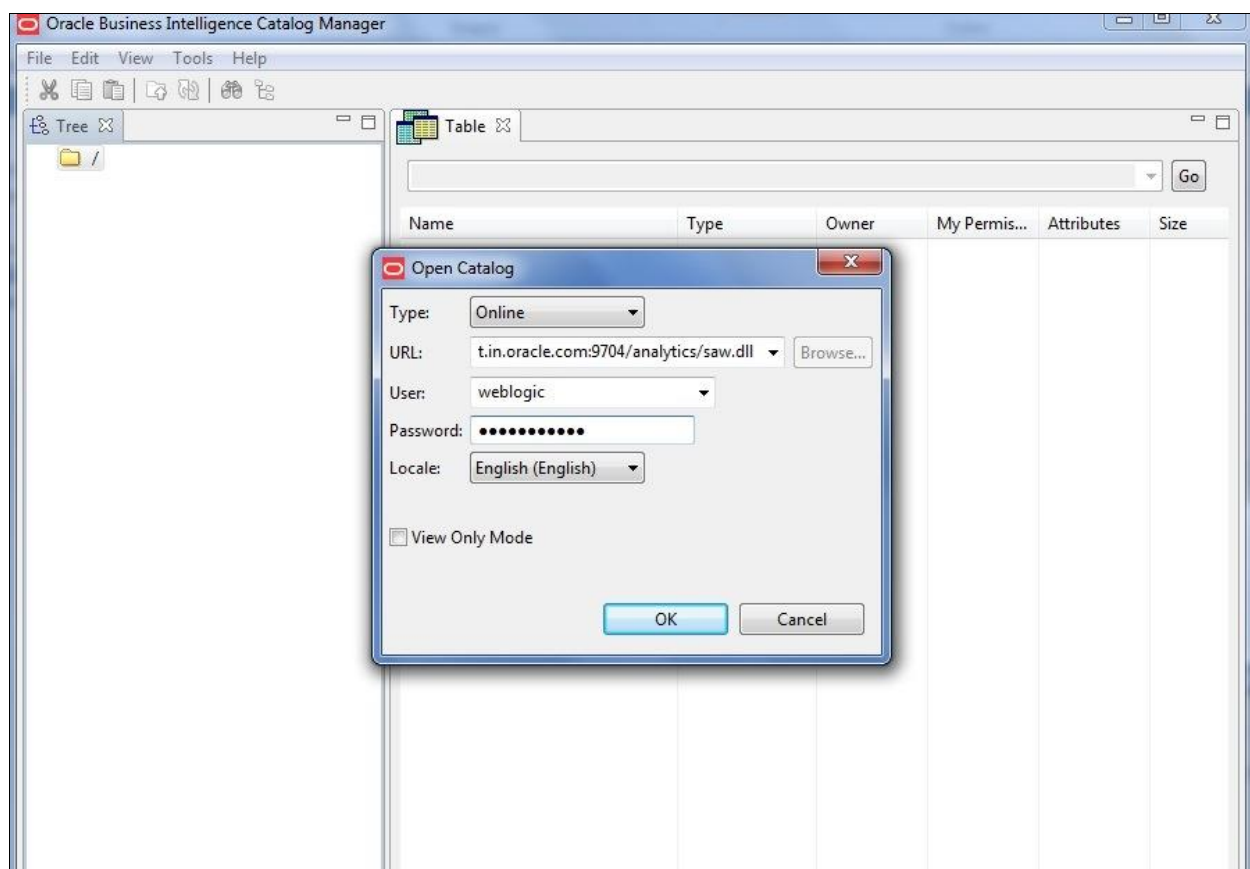 Oracle Business Intelligence Catalog Manager
File Edit View Tools Help
Tree
Table
Go
Name Type Owner My Permis... Attributes Size
Open Catalog
Type: Online
URL: t.in.oracle.com:9704/analytics/saw.dll Browse...
User: weblogic
Password: •••••••••••
Locale: English (English)
View Only Mode
OK Cancel